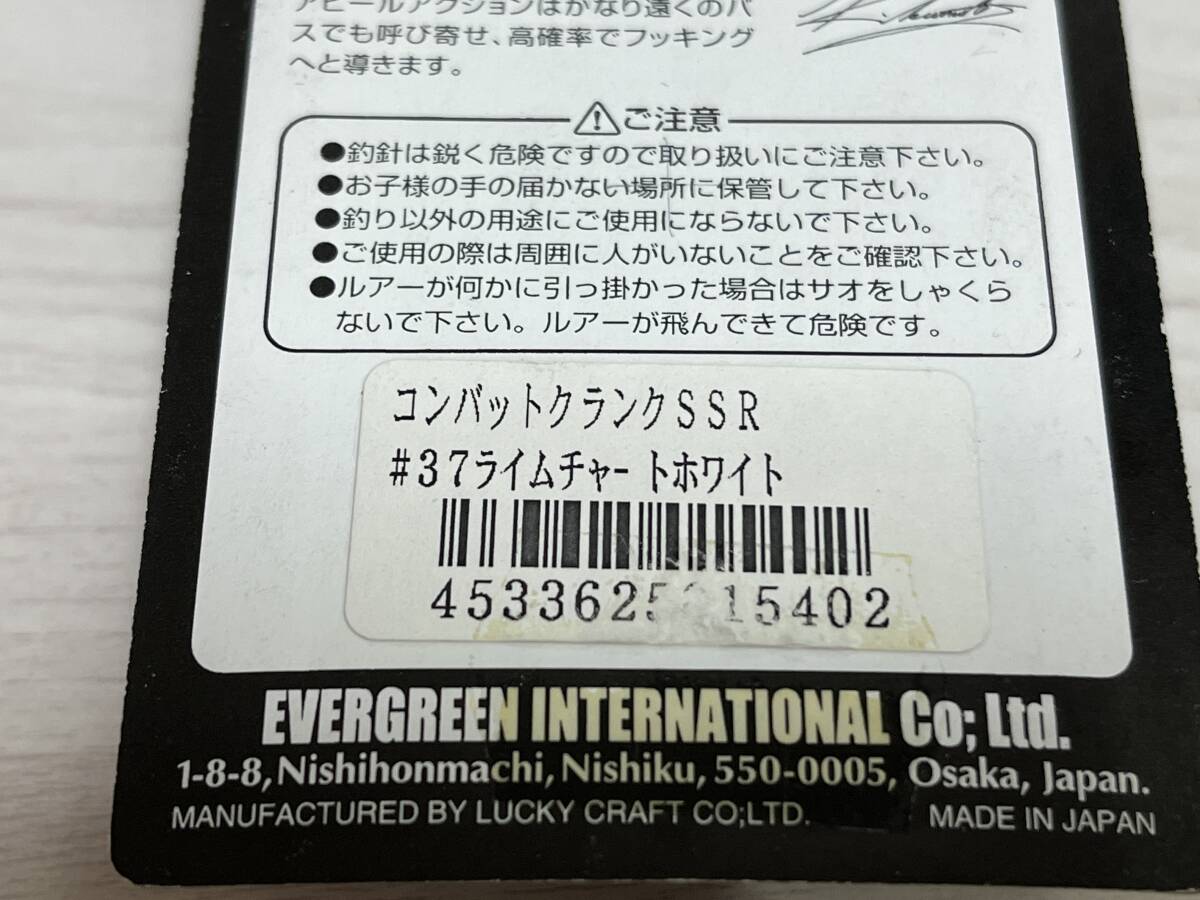 アピールアクションはかなり遠くのバ
スでも呼び寄せ、高確率でフッキング
へと導きます。
ご注意
●釣針は鋭く危険ですので取り扱いにご注意下さい。
●お子様の手の届かない場所に保管して下さい。
●釣り以外の用途にご使用にならないで下さい。
●ご使用の際は周囲に人がいないことをご確認下さい。
●ルアーが何かに引っ掛かった場合はサオをしゃくら
ないで下さい。ルアーが飛んできて危険です。
コンバットクランクSSR
#37ライムチャートホワイト
EVERGREEN INTERNATIONAL Co; Ltd.
1-8-8, Nishihonmachi, Nishiku, 550-0005, Osaka, Japan.
MANUFACTURED BY LUCKY CRAFT CO;LTD. MADE IN JAPAN